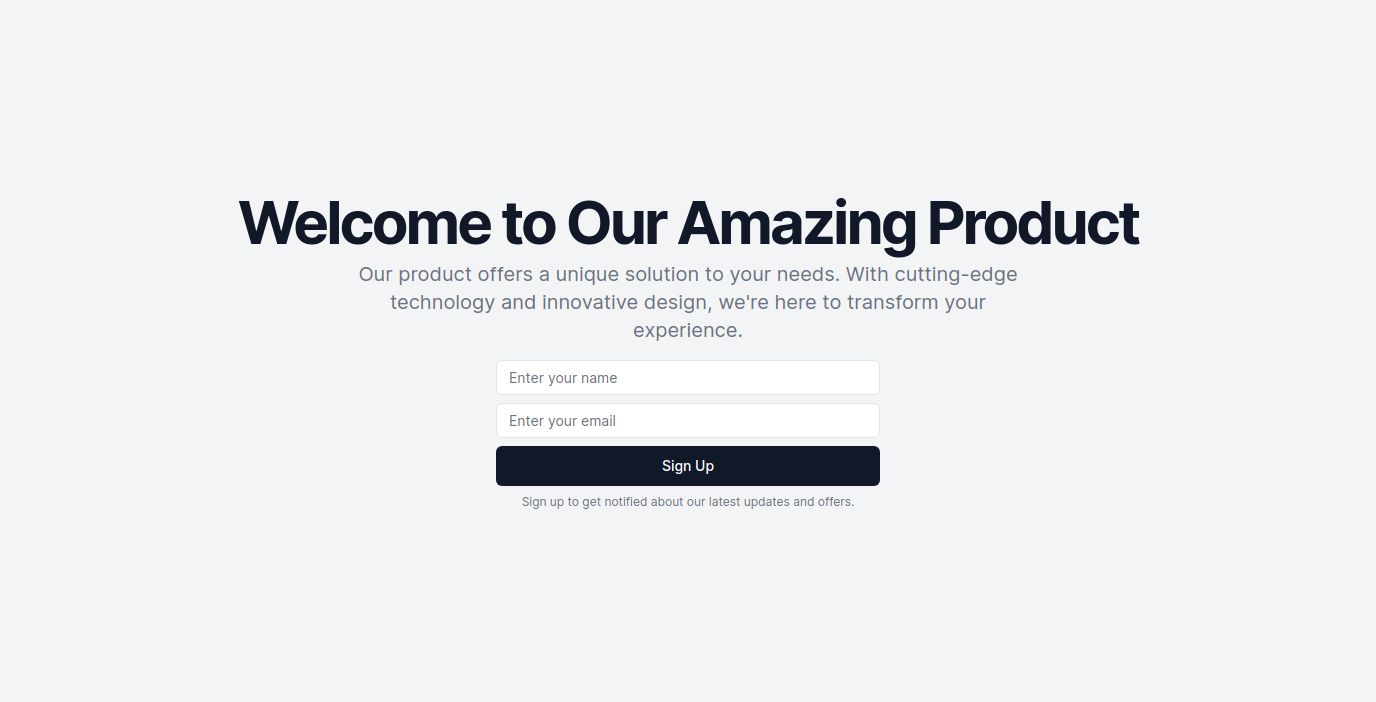 Welcome to Our Amazing Product
Our product offers a unique solution to your needs. With cutting-edge
technology and innovative design, we're here to transform your
experience.
Enter your name
Enter your email
Sign Up
Sign up to get notified about our latest updates and offers.